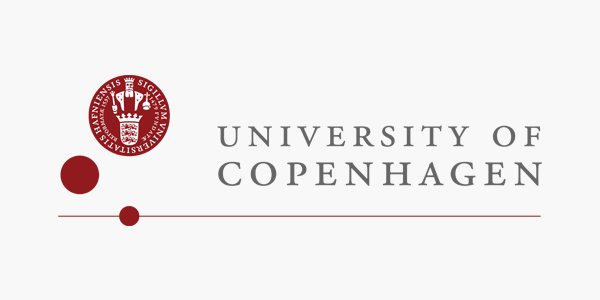 SIGILLVM VNIVERSITATIS HAFNIENSIS
UNIVERSITY OF
COPENHAGEN